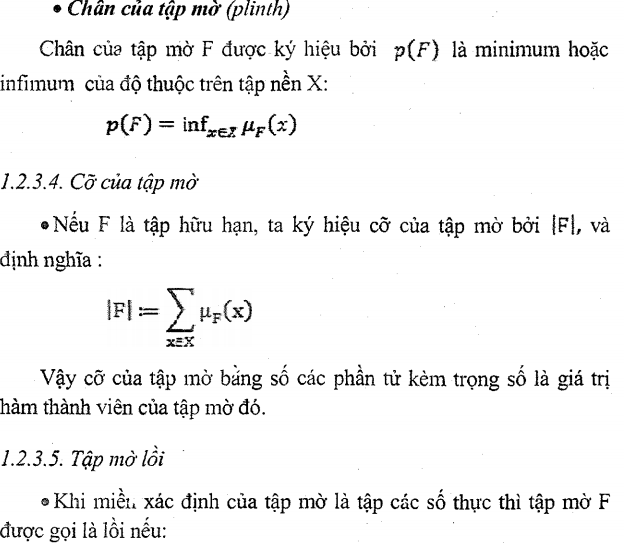 • Chân của tập mờ (plinth)
Chân của tập mờ F được ký hiệu bởi p(F) là minimum hoặc
infimum của độ thuộc trên tập nền X:
p(F) = inf_{x∈X} μ_F(x)
1.2.3.4. Cỡ của tập mờ
• Nếu F là tập hữu hạn, ta ký hiệu cỡ của tập mờ bởi |F|, và
định nghĩa :
|F| := ∑_{x∈X} μ_F(x)
Vậy cỡ của tập mờ bằng số các phần tử kèm trọng số là giá trị
hàm thành viên của tập mờ đó.
1.2.3.5. Tập mờ lồi
• Khi miền xác định của tập mờ là tập các số thực thì tập mờ F
được gọi là lồi nếu: